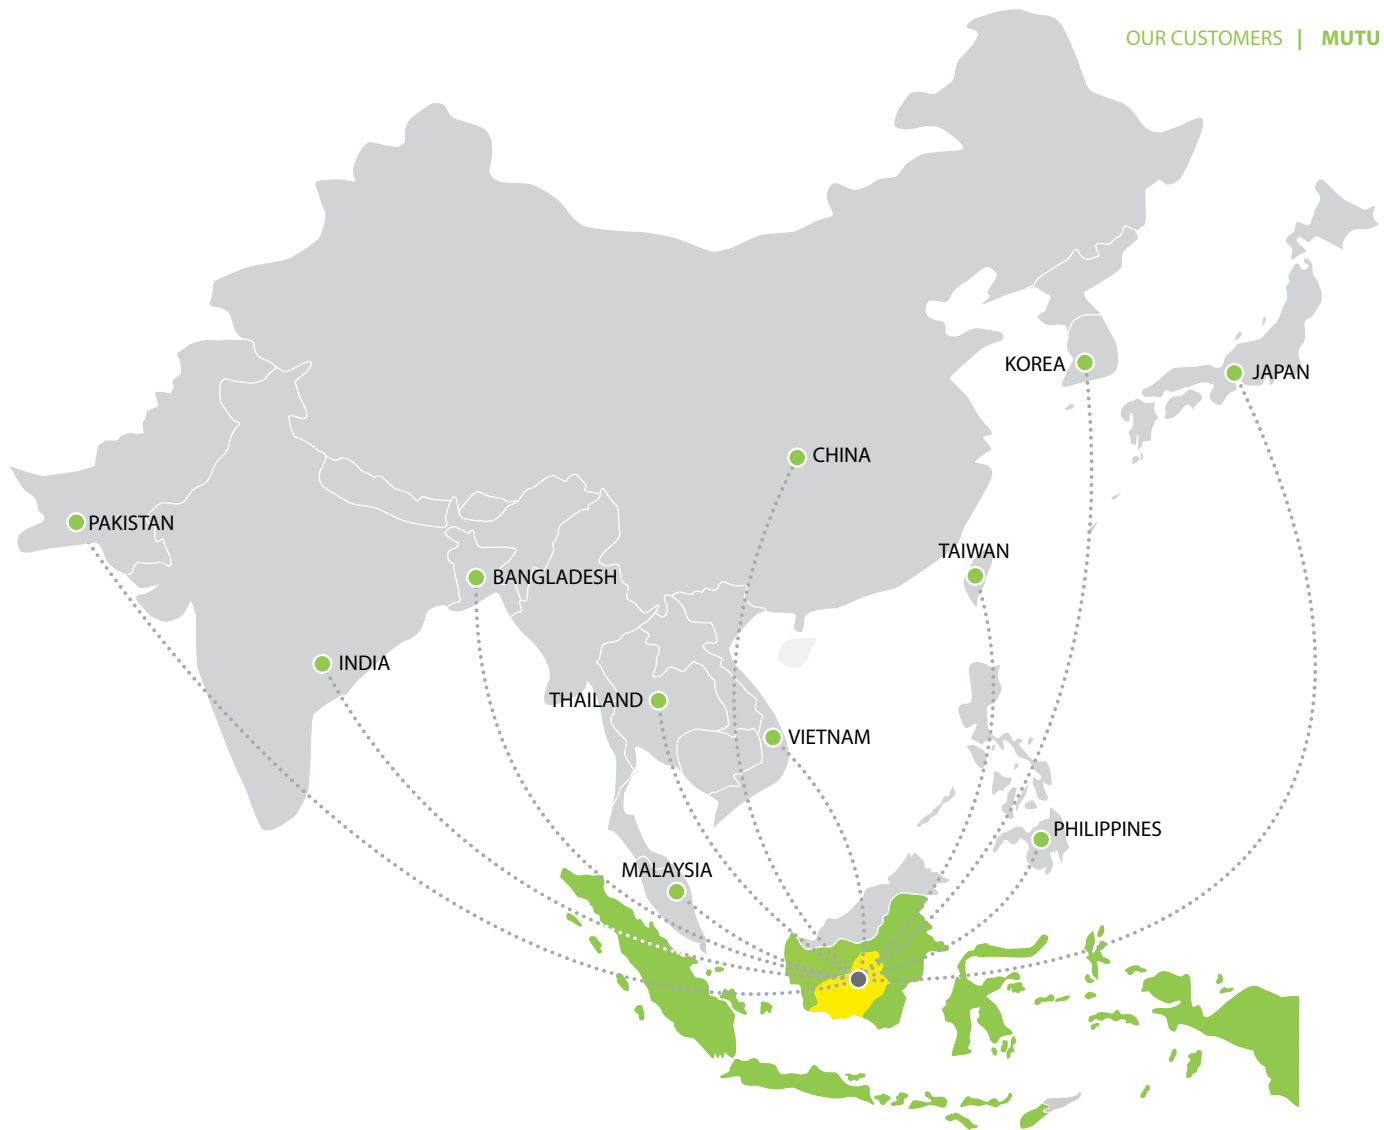 OUR CUSTOMERS | MUTU
KOREA
JAPAN
CHINA
PAKISTAN
TAIWAN
BANGLADESH
INDIA
THAILAND
VIETNAM
PHILIPPINES
MALAYSIA